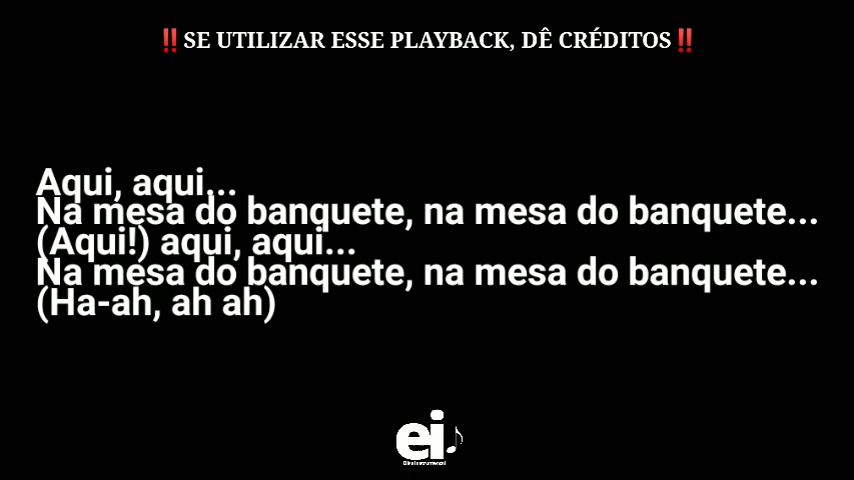 ‼️SE UTILIZAR ESSE PLAYBACK, DÊ CRÉDITOS‼️
Aqui, aqui...
Na mesa do banquete, na mesa do banquete...
(Aqui!) aqui, aqui...
Na mesa do banquete, na mesa do banquete...
(Ha-ah, ah ah)
ei